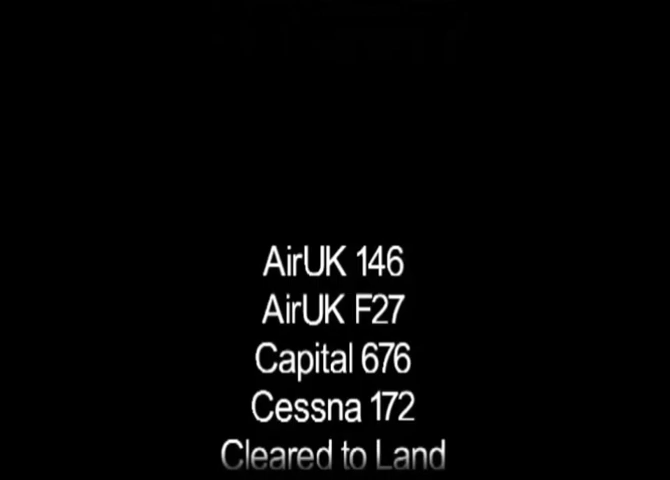 AirUK 146
AirUK F27
Capital 676
Cessna 172
Cleared to Land